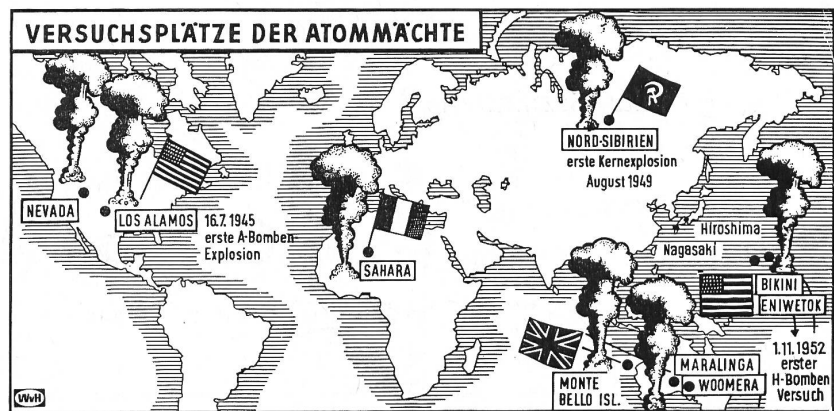 VERSUCHSPLÄTZE DER ATOMMÄCHTE
NORD-SIBIRIEN
erste Kernexplosion
August 1949
NEVADA
LOS ALAMOS
16.7.1945
erste A-Bomben-
Explosion
SAHARA
Hiroshima
Nagasaki
BIKINI
ENIWETOK
1.11.1952
erster
H-Bomben
Versuch
MARALINGA
WOOMERA
MONTE
BELLO ISL.
WvH